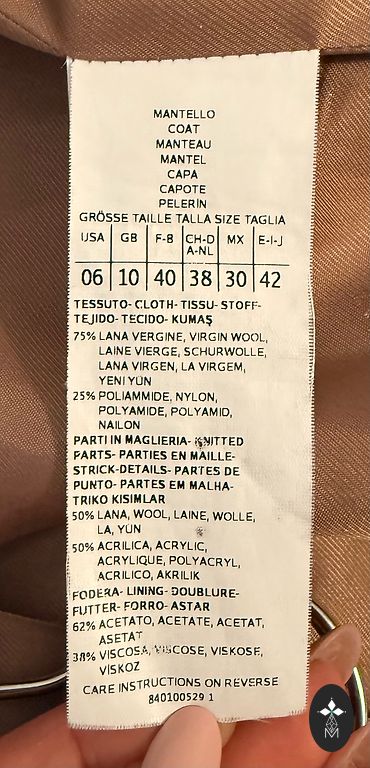 MANTELLO
COAT
MANTEAU
MANTEL
CAPA
CAPOTE
PELERİN
GRÖSSE TAILLE TALLA SIZE TAGLIA
USA GB F-B CH-D A-NL MX E-I-J
06 10 40 38 30 42
TESSUTO- CLOTH- TISSU- STOFF-
TEJIDO- TECIDO- KUMAŞ
75% LANA VERGINE, VIRGIN WOOL,
LAINE VIERGE, SCHURWOLLE,
LANA VIRGEN, LA VIRGEM,
YENI YÜN
25% POLIAMMIDE, NYLON,
POLYAMIDE, POLYAMID,
NAILON
PARTI IN MAGLIERIA- KNITTED
PARTS- PARTIES EN MAILLE-
STRICK-DETAILS- PARTES DE
PUNTO- PARTES EM MALHA-
TRIKO KISIMLAR
50% LANA, WOOL, LAINE, WOLLE,
LA, YÜN
50% ACRILICA, ACRYLIC,
ACRYLIQUE, POLYACRYL,
ACRILICO, AKRILIK
FODERA- LINING- DOUBLURE-
FUTTER- FORRO- ASTAR
62% ACETATO, ACETATE, ACETAT,
ASETAT
38% VISCOSA, VISCOSE, VISKOSE,
VİSKOZ
CARE INSTRUCTIONS ON REVERSE
840100529 1